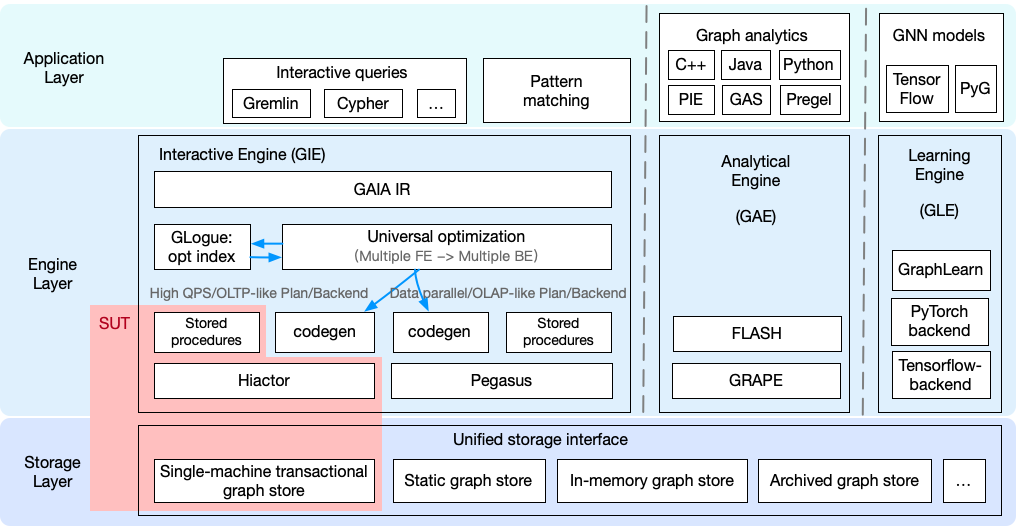 Application
Layer
Interactive queries
Gremlin
Cypher
...
Pattern
matching
Graph analytics
C++
Java
Python
PIE
GAS
Pregel
GNN models
Tensor
Flow
PyG
Engine
Layer
Interactive Engine (GIE)
GAIA IR
GLogue:
opt index
Universal optimization
(Multiple FE -> Multiple BE)
High QPS/OLTP-like Plan/Backend
Data parallel/OLAP-like Plan/Backend
SUT
Stored
procedures
codegen
codegen
Stored
procedures
Hiactor
Pegasus
Analytical
Engine
(GAE)
FLASH
GRAPE
Learning
Engine
(GLE)
GraphLearn
PyTorch
backend
Tensorflow-
backend
Storage
Layer
Unified storage interface
Single-machine transactional
graph store
Static graph store
In-memory graph store
Archived graph store
...